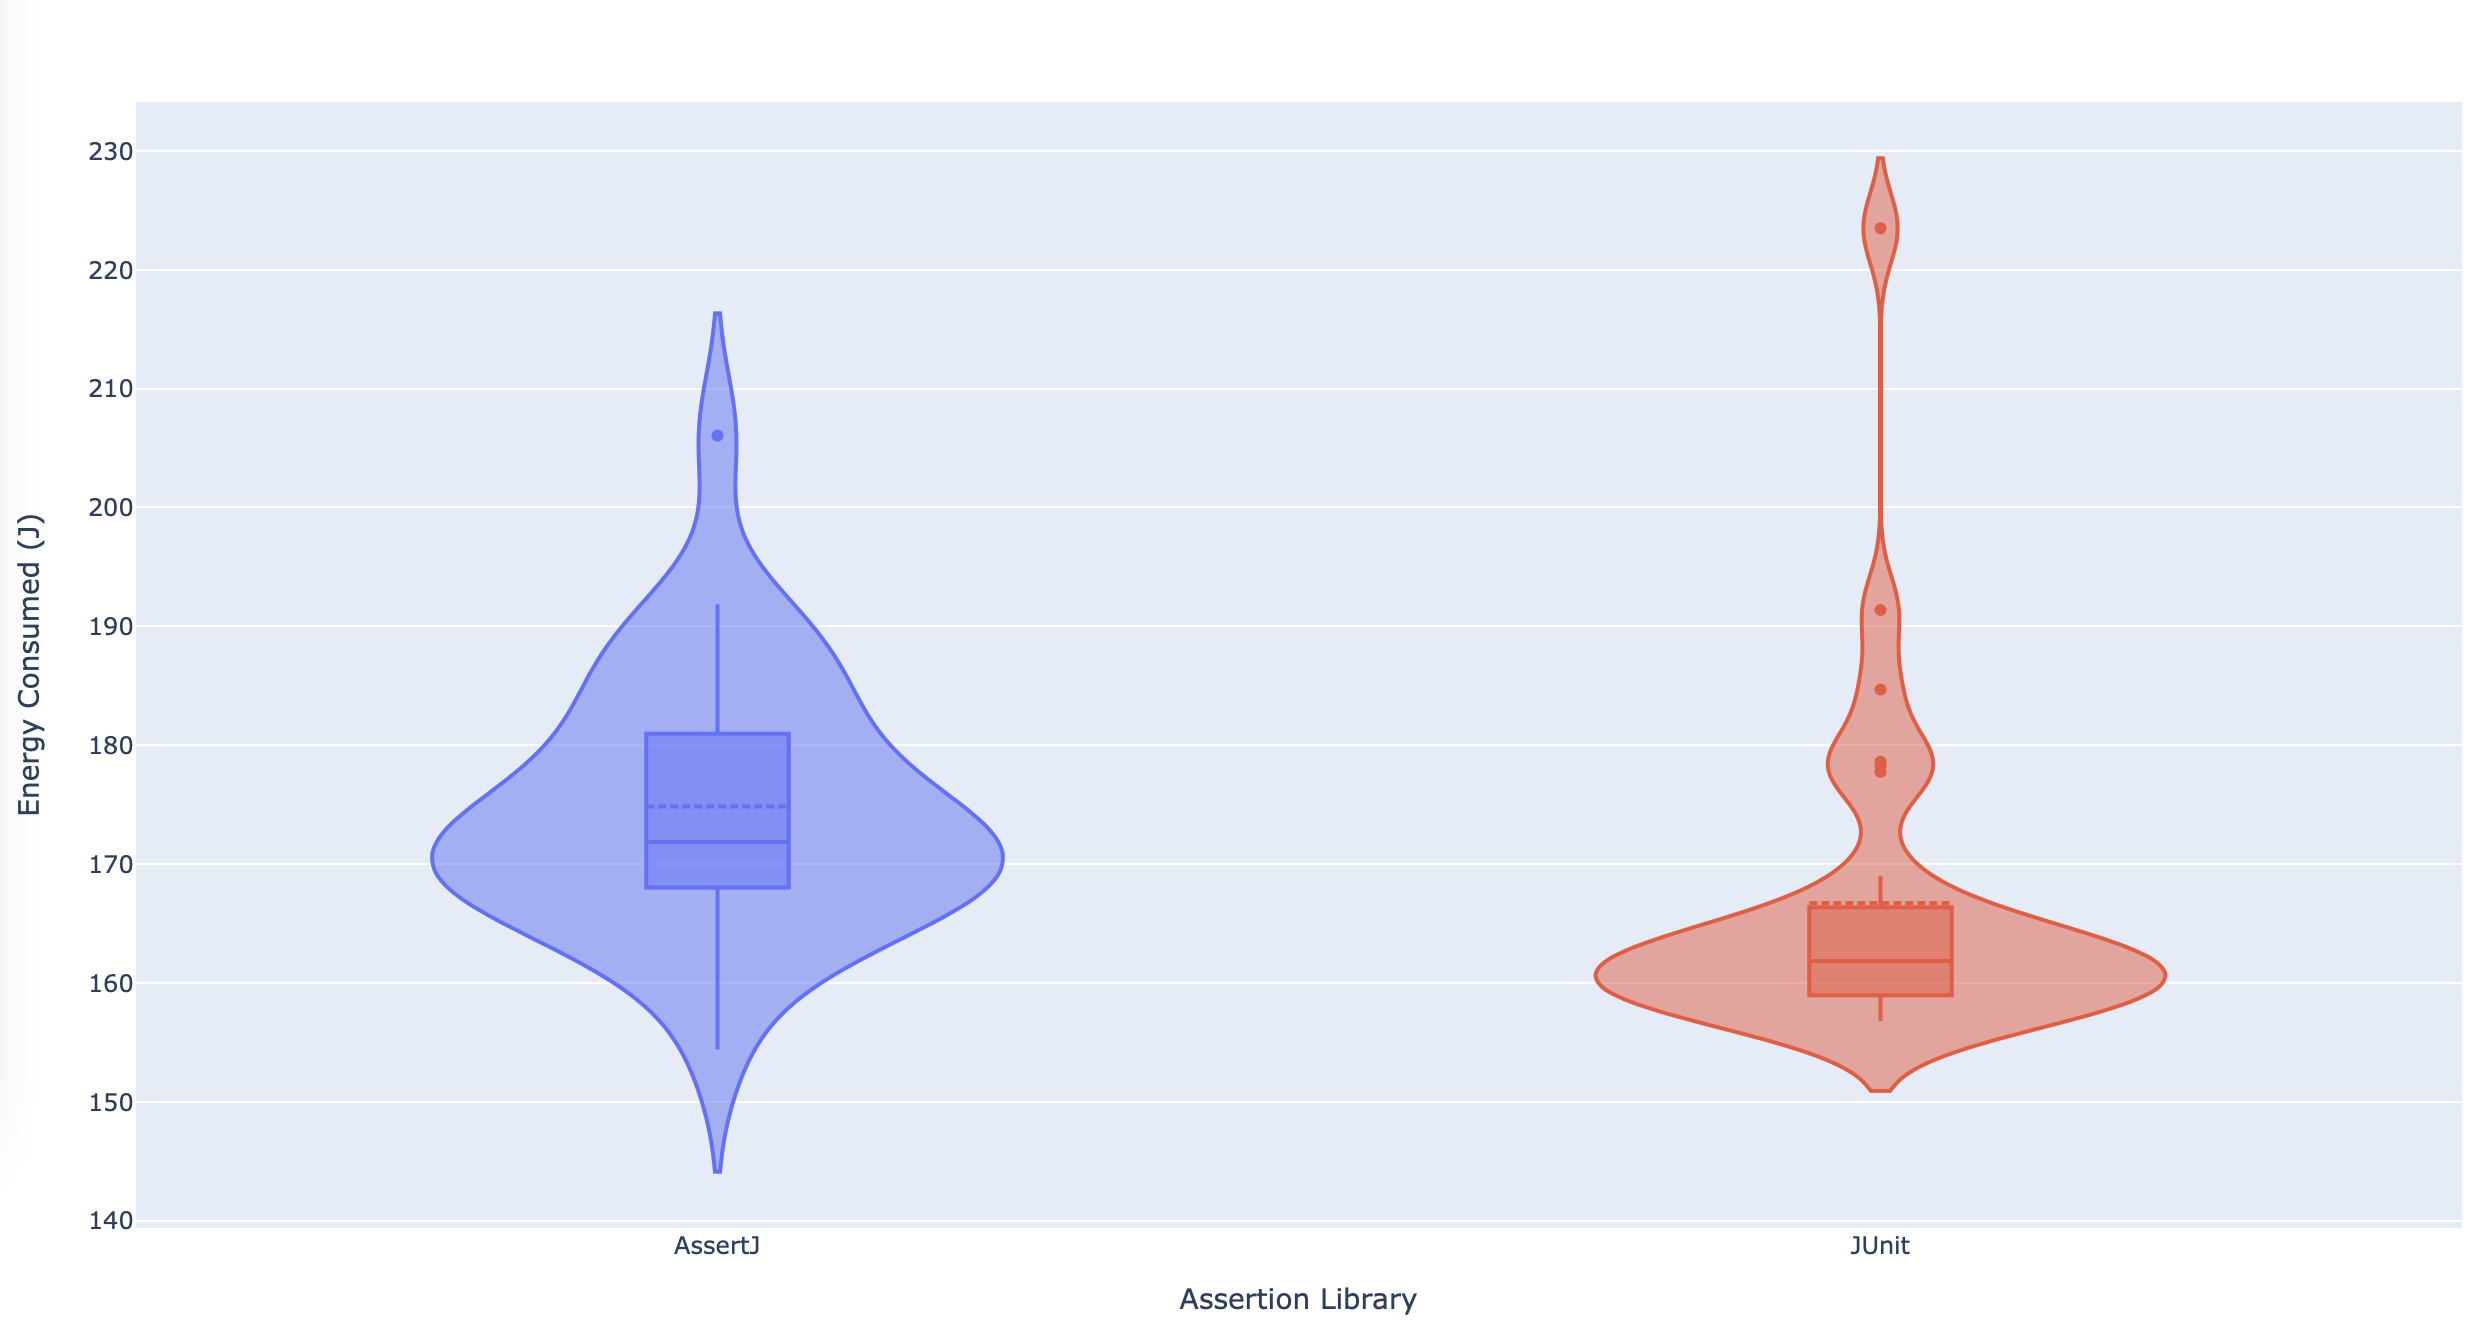 Energy Consumed (J)
230
220
210
200
190
180
170
160
150
140
AssertJ
JUnit
Assertion Library